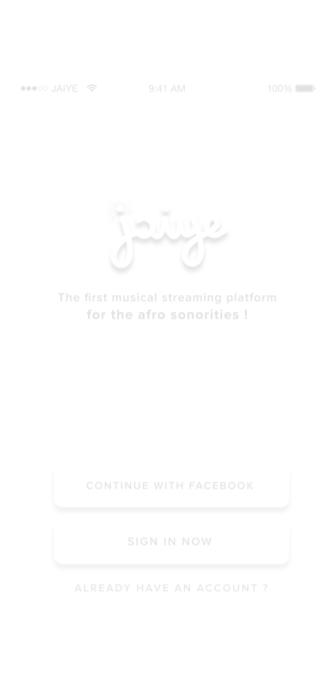 JAIYE 9:41 AM 100%
jaiye
The first musical streaming platform
for the afro sonorities !
CONTINUE WITH FACEBOOK
SIGN IN NOW
ALREADY HAVE AN ACCOUNT ?